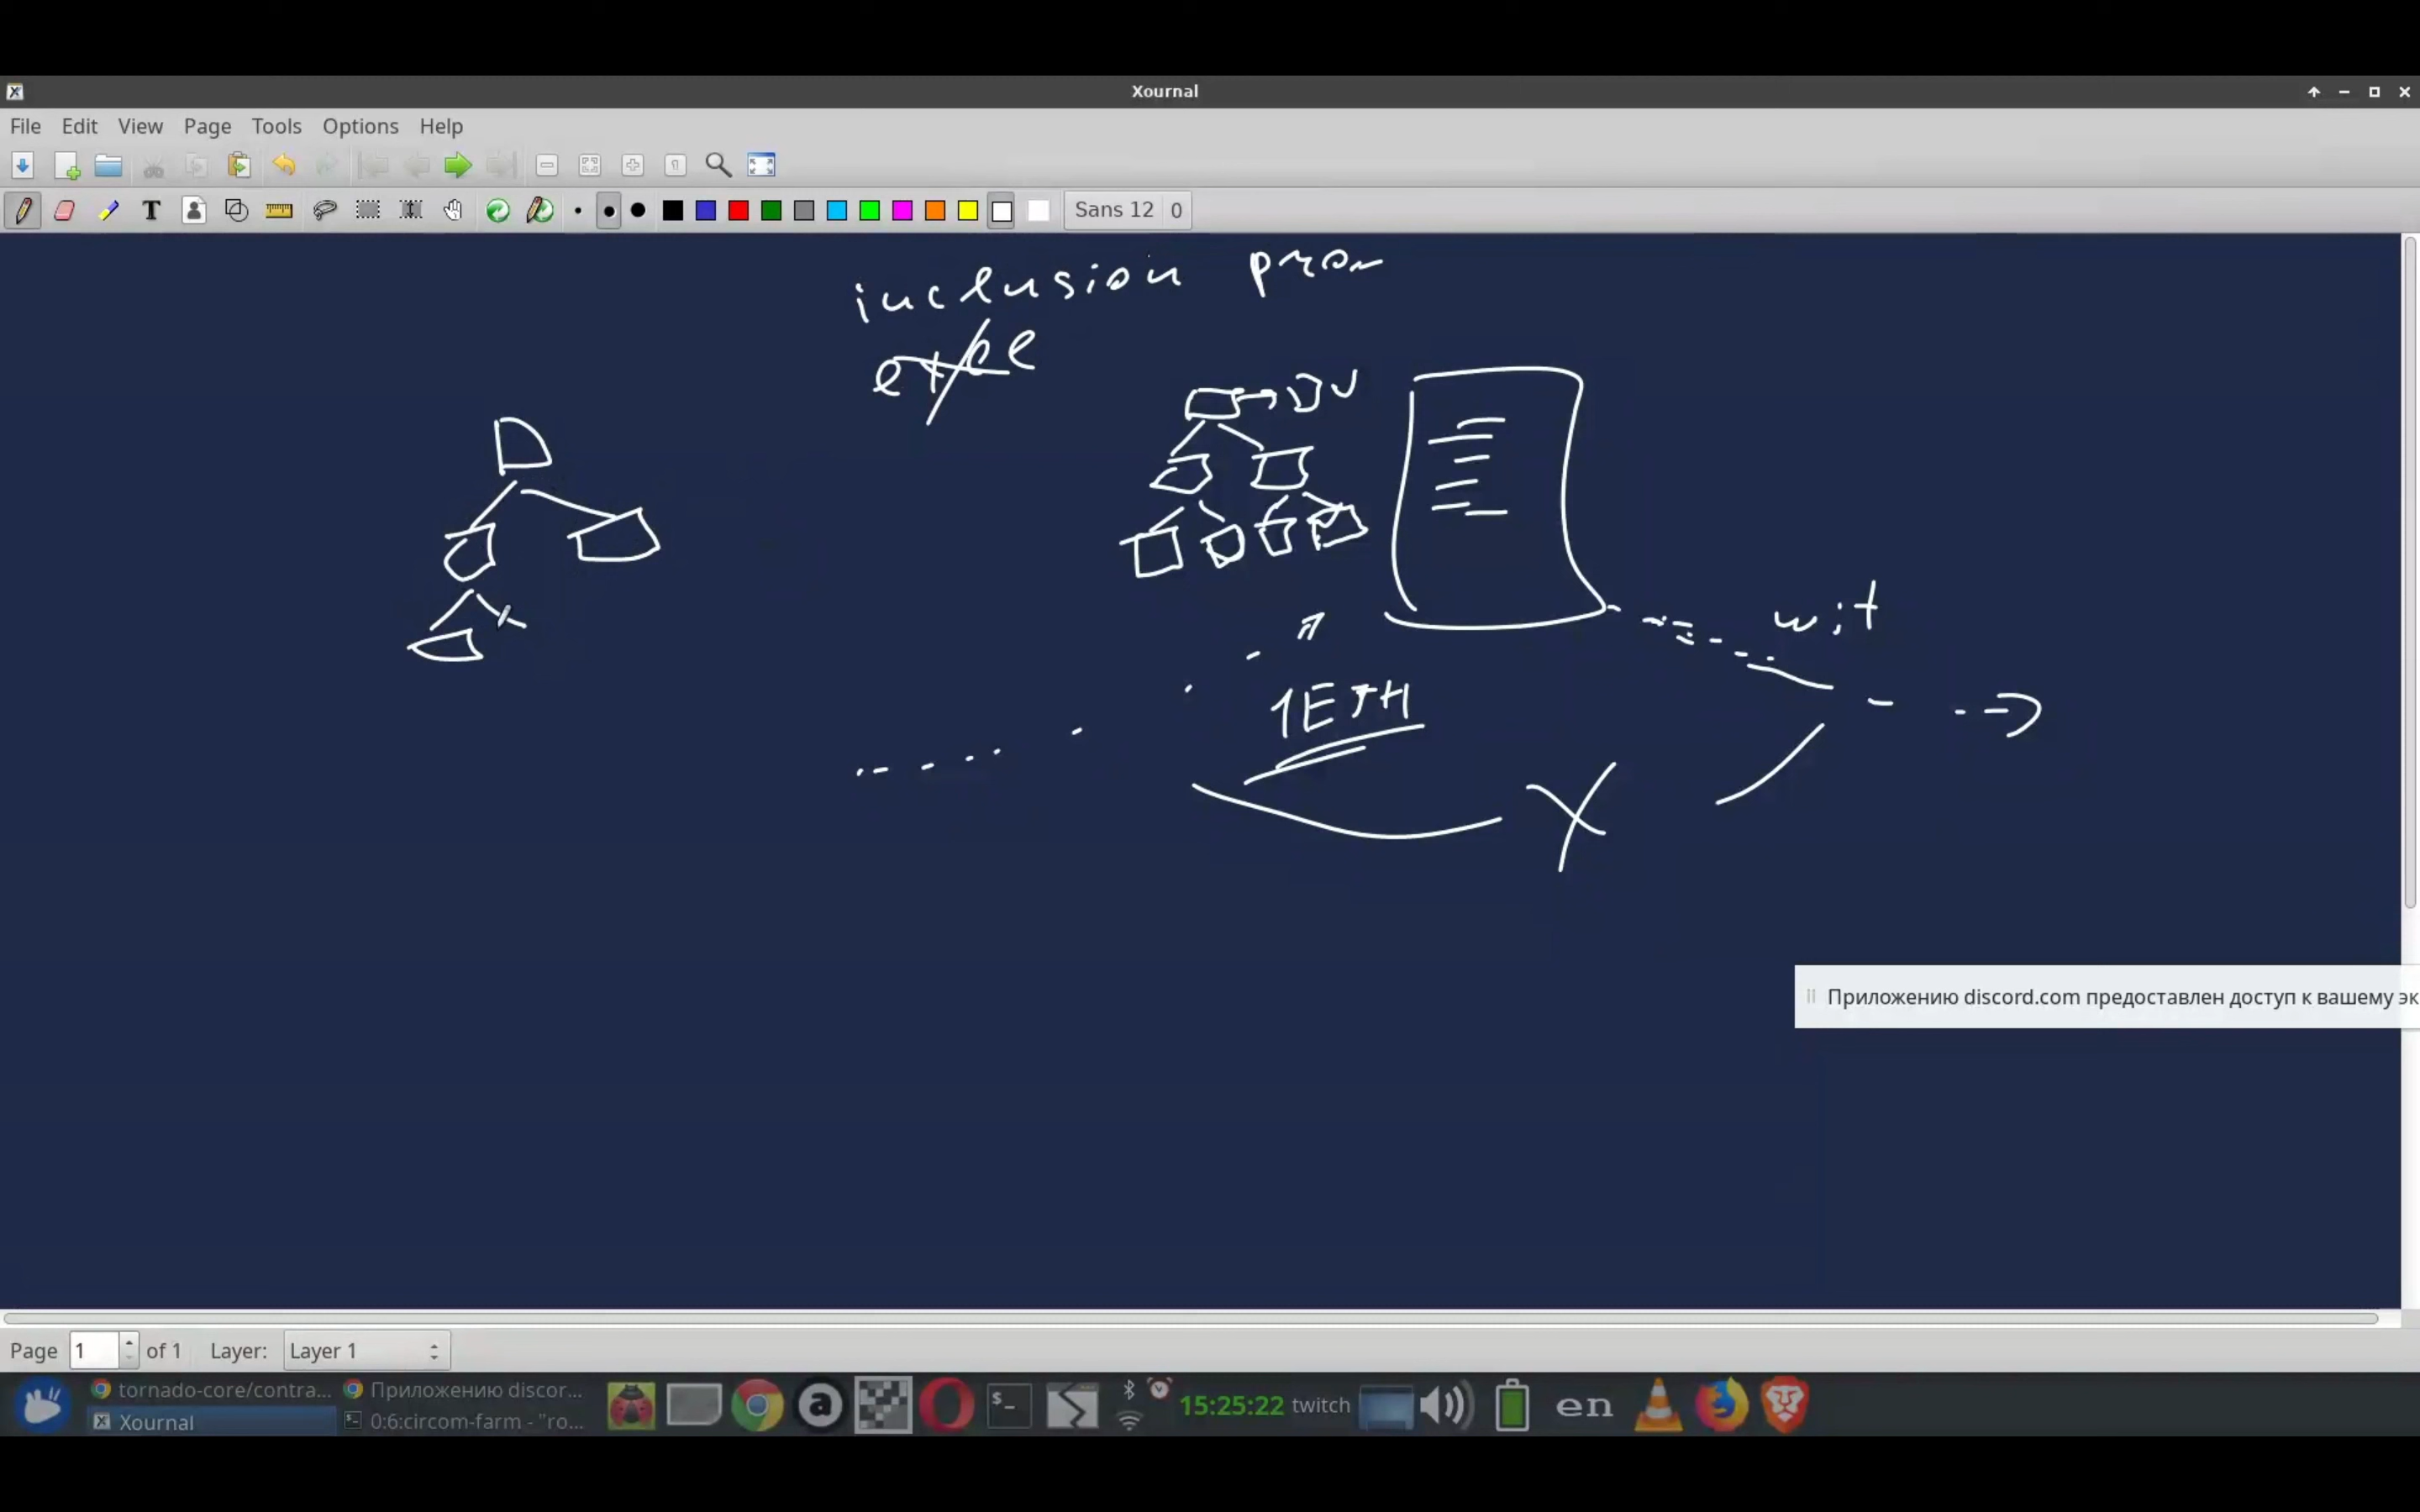 Xournal
File Edit View Page Tools Options Help
Sans 12 0
inclusion
1ETH
wit
X
Приложению discord.com предоставлен доступ к вашему эк
Page 1 of 1 Layer: Layer 1
tornado-core/contra... Приложению discor... 15:25:22 twitch en
Xournal 0:6:circom-farm - "ro...